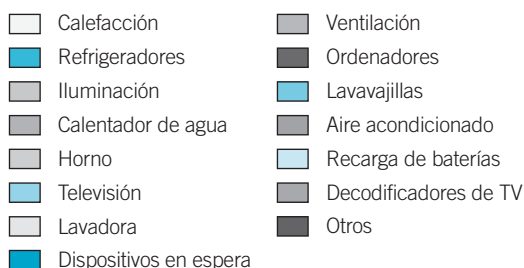 Calefacción
Refrigeradores
Iluminación
Calentador de agua
Horno
Televisión
Lavadora
Dispositivos en espera
Ventilación
Ordenadores
Lavavajillas
Aire acondicionado
Recarga de baterías
Decodificadores de TV
Otros